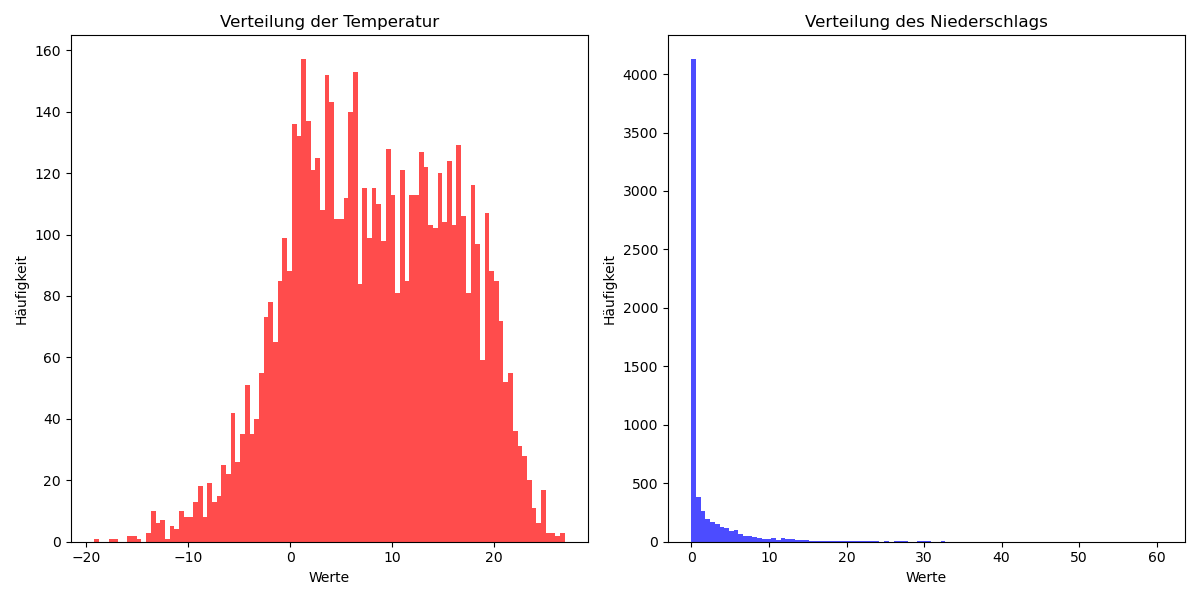 Verteilung der Temperatur
160
140
120
100
80
60
40
20
0
Häufigkeit
−20 −10 0 10 20
Werte
Verteilung des Niederschlags
4000
3500
3000
2500
2000
1500
1000
500
0
Häufigkeit
0 10 20 30 40 50 60
Werte